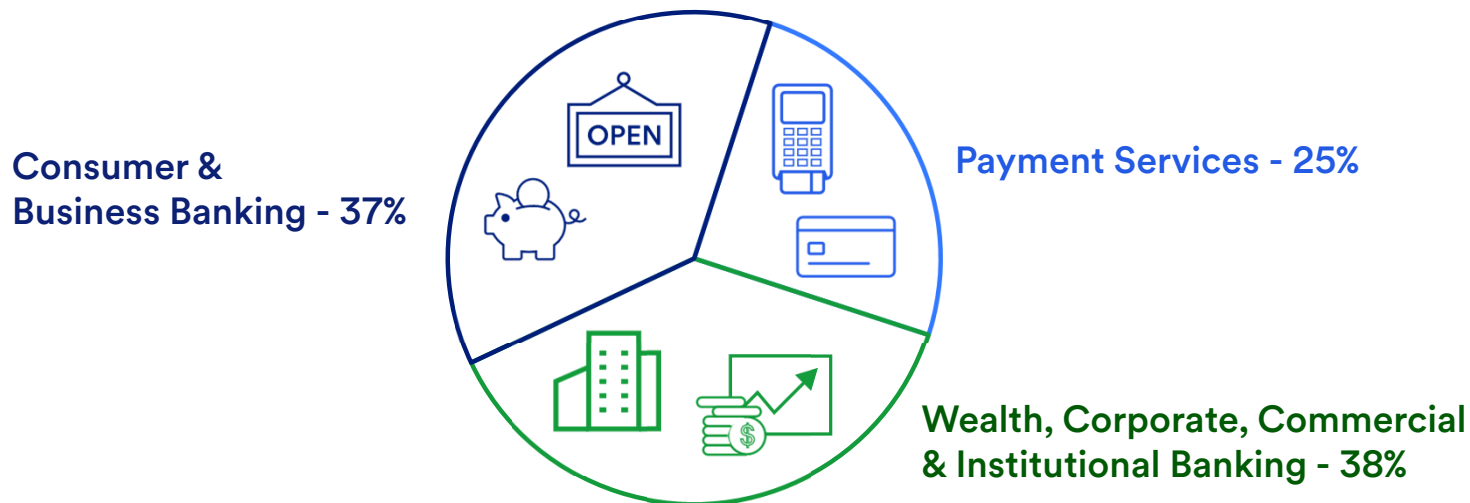 OPEN
Consumer &
Business Banking - 37%
Payment Services - 25%
$
Wealth, Corporate, Commercial
& Institutional Banking - 38%